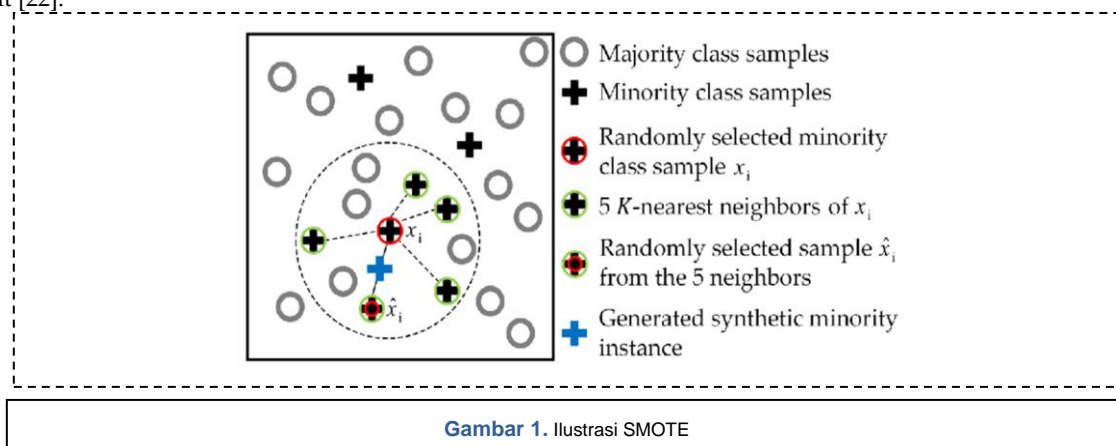 [22].
Majority class samples
Minority class samples
Randomly selected minority
class sample xᵢ
5 K-nearest neighbors of xᵢ
Randomly selected sample x̂ᵢ
from the 5 neighbors
Generated synthetic minority
instance
xᵢ
x̂ᵢ
Gambar 1. Ilustrasi SMOTE